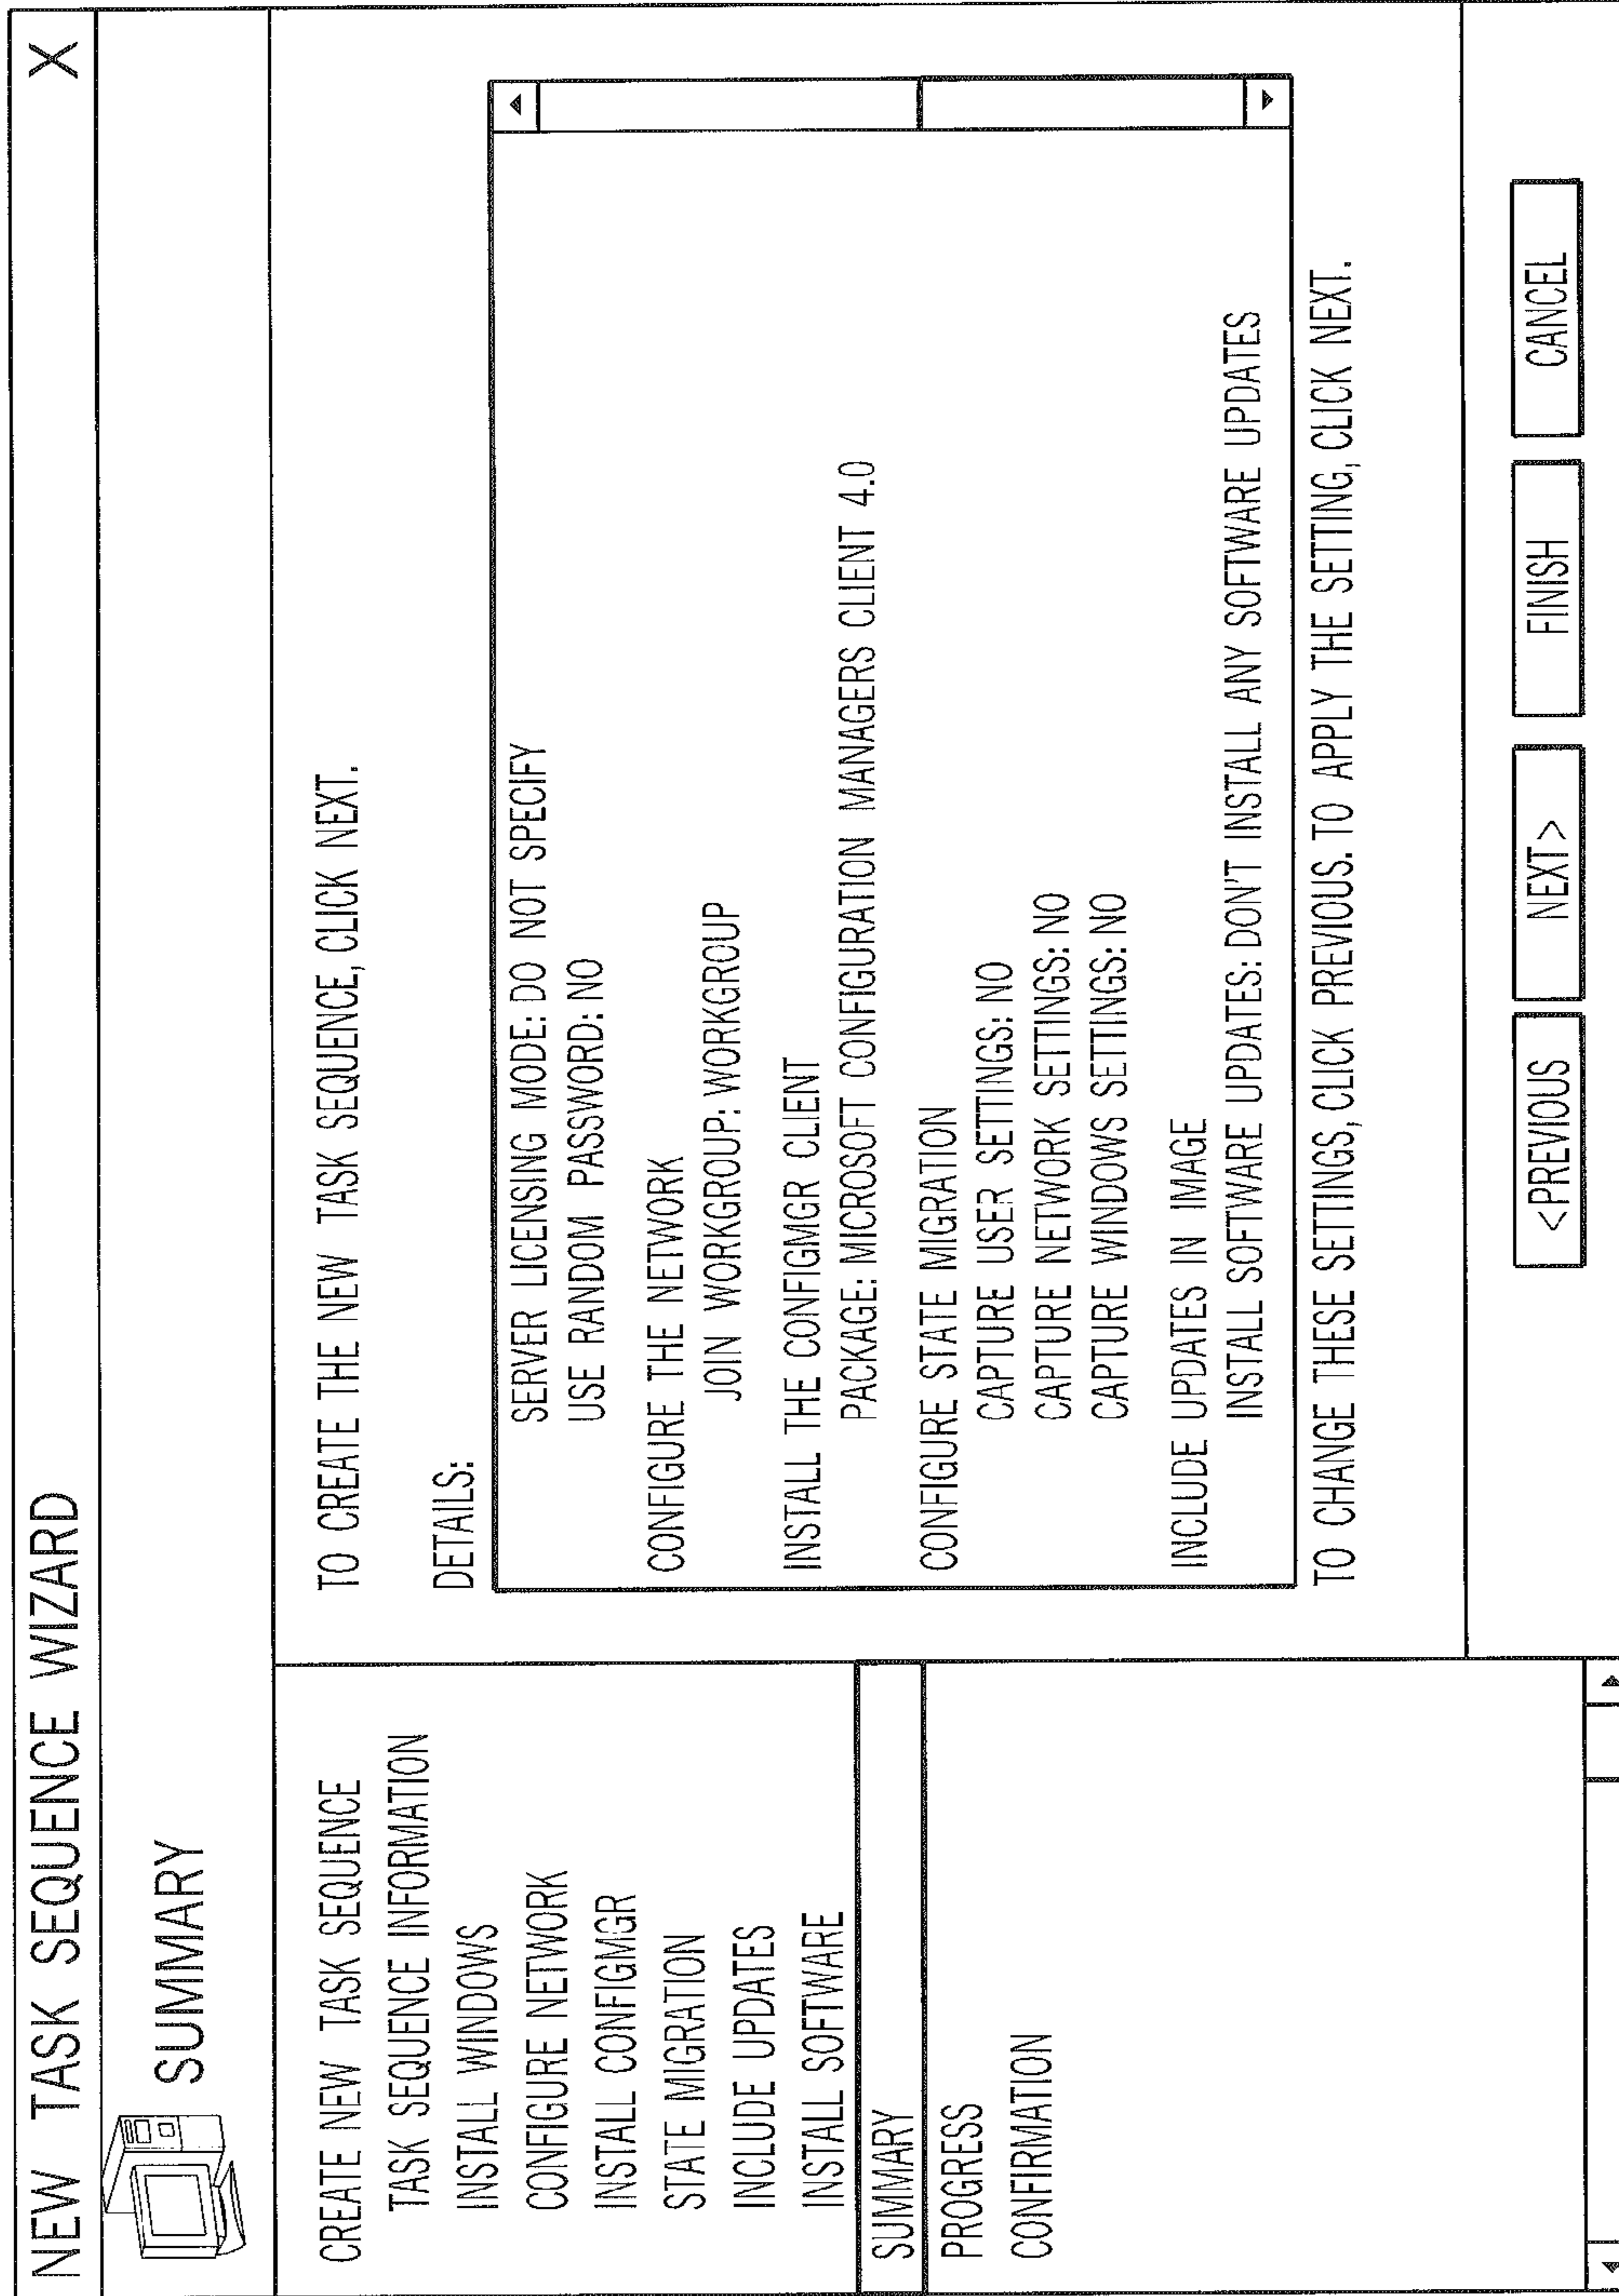 NEW TASK SEQUENCE WIZARD
X
SUMMARY
CREATE NEW TASK SEQUENCE
TASK SEQUENCE INFORMATION
INSTALL WINDOWS
CONFIGURE NETWORK
INSTALL CONFIGMGR
STATE MIGRATION
INCLUDE UPDATES
INSTALL SOFTWARE
SUMMARY
PROGRESS
CONFIRMATION
TO CREATE THE NEW TASK SEQUENCE, CLICK NEXT.
DETAILS:
SERVER LICENSING MODE: DO NOT SPECIFY
USE RANDOM PASSWORD: NO
CONFIGURE THE NETWORK
JOIN WORKGROUP: WORKGROUP
INSTALL THE CONFIGMGR CLIENT
PACKAGE: MICROSOFT CONFIGURATION MANAGERS CLIENT 4.0
CONFIGURE STATE MIGRATION
CAPTURE USER SETTINGS: NO
CAPTURE NETWORK SETTINGS: NO
CAPTURE WINDOWS SETTINGS: NO
INCLUDE UPDATES IN IMAGE
INSTALL SOFTWARE UPDATES: DON'T INSTALL ANY SOFTWARE UPDATES
TO CHANGE THESE SETTINGS, CLICK PREVIOUS. TO APPLY THE SETTING, CLICK NEXT.
<PREVIOUS
NEXT>
FINISH
CANCEL